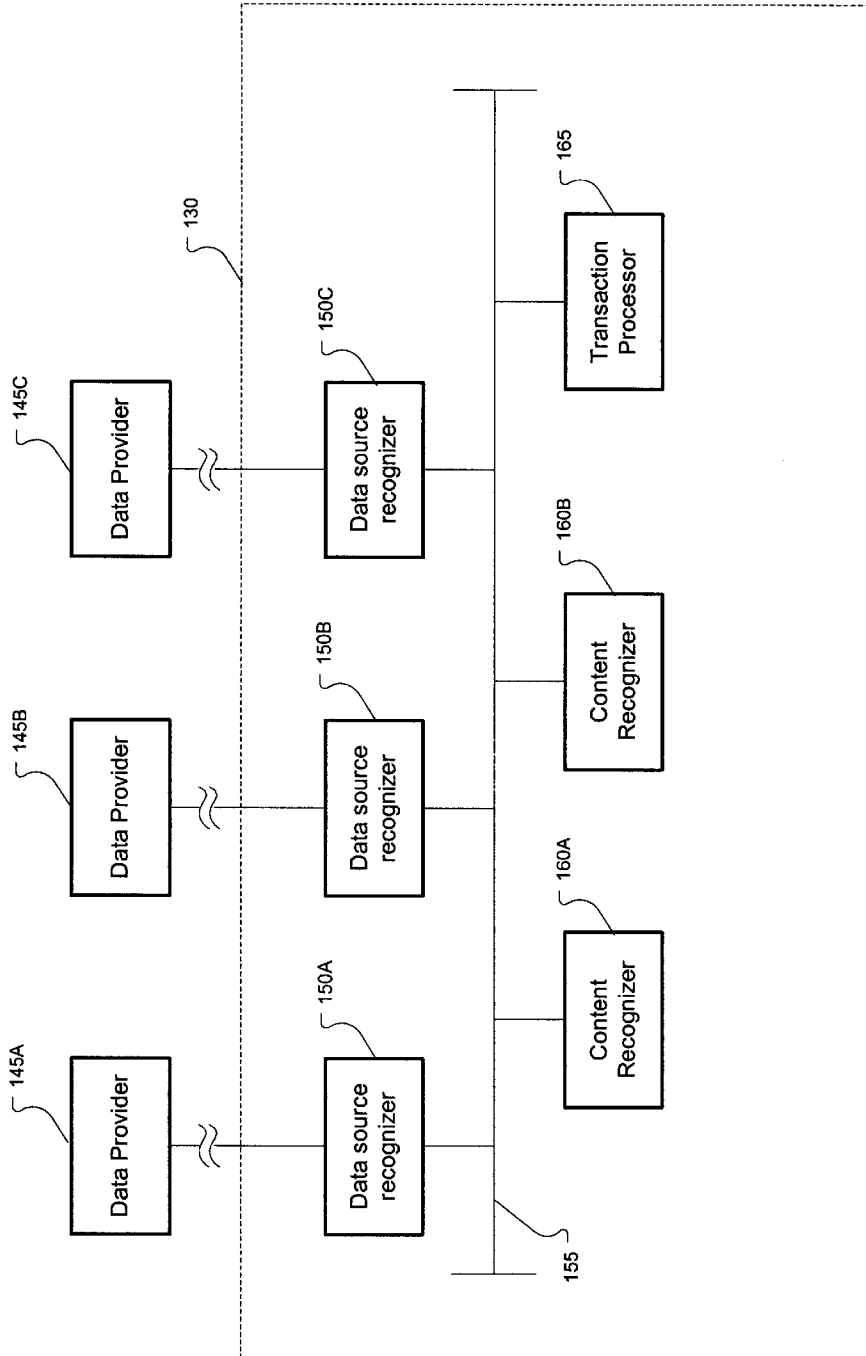 145A
145B
145C
Data Provider
Data Provider
Data Provider
130
150A
150B
150C
Data source
recognizer
Data source
recognizer
Data source
recognizer
155
160A
160B
165
Content
Recognizer
Content
Recognizer
Transaction
Processor